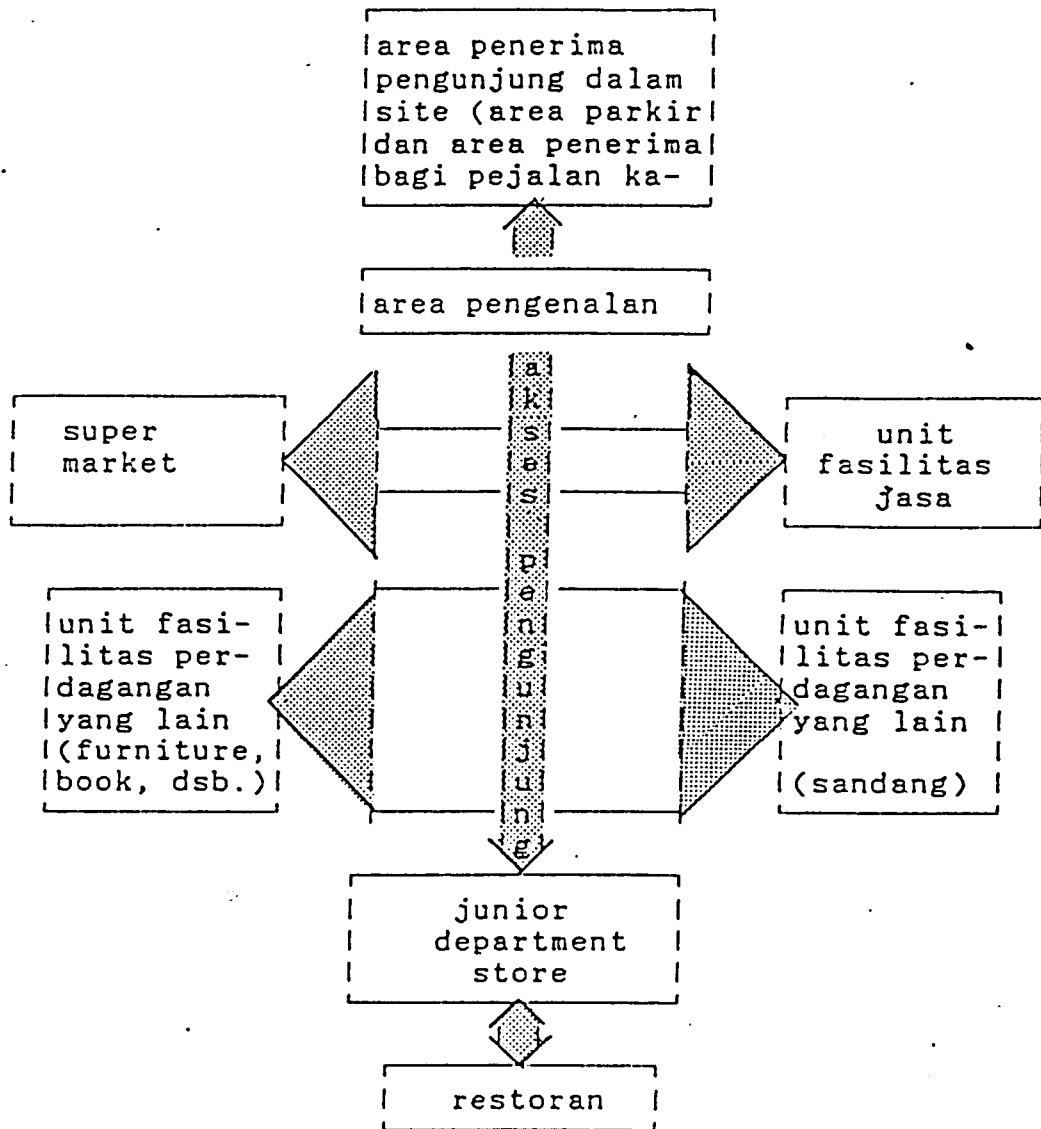 area penerima
pengunjung dalam
site (area parkir
dan area penerima
bagi pejalan ka-
area pengenalan
akses pengunjung
super
market
unit
fasilitas
jasa
unit fasi-
litas per-
dagangan
yang lain
(furniture,
book, dsb.)
unit fasi-
litas per-
dagangan
yang lain
(sandang)
junior
department
store
restoran